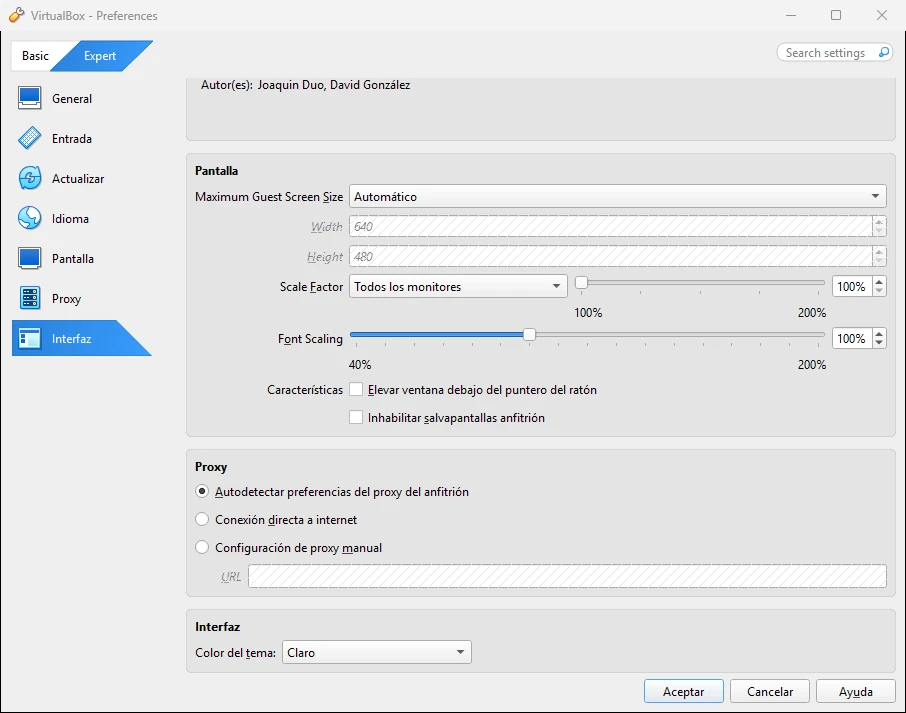 VirtualBox - Preferences
Basic
Expert
Search settings
General
Entrada
Actualizar
Idioma
Pantalla
Proxy
Interfaz
Autor(es): Joaquin Duo, David González
Pantalla
Maximum Guest Screen Size Automático
Width 640
Height 480
Scale Factor Todos los monitores 100%
100% 200%
Font Scaling 100%
40% 200%
Características Elevar ventana debajo del puntero del ratón
Inhabilitar salvapantallas anfitrión
Proxy
Autodetectar preferencias del proxy del anfitrión
Conexión directa a internet
Configuración de proxy manual
URL
Interfaz
Color del tema: Claro
Aceptar Cancelar Ayuda